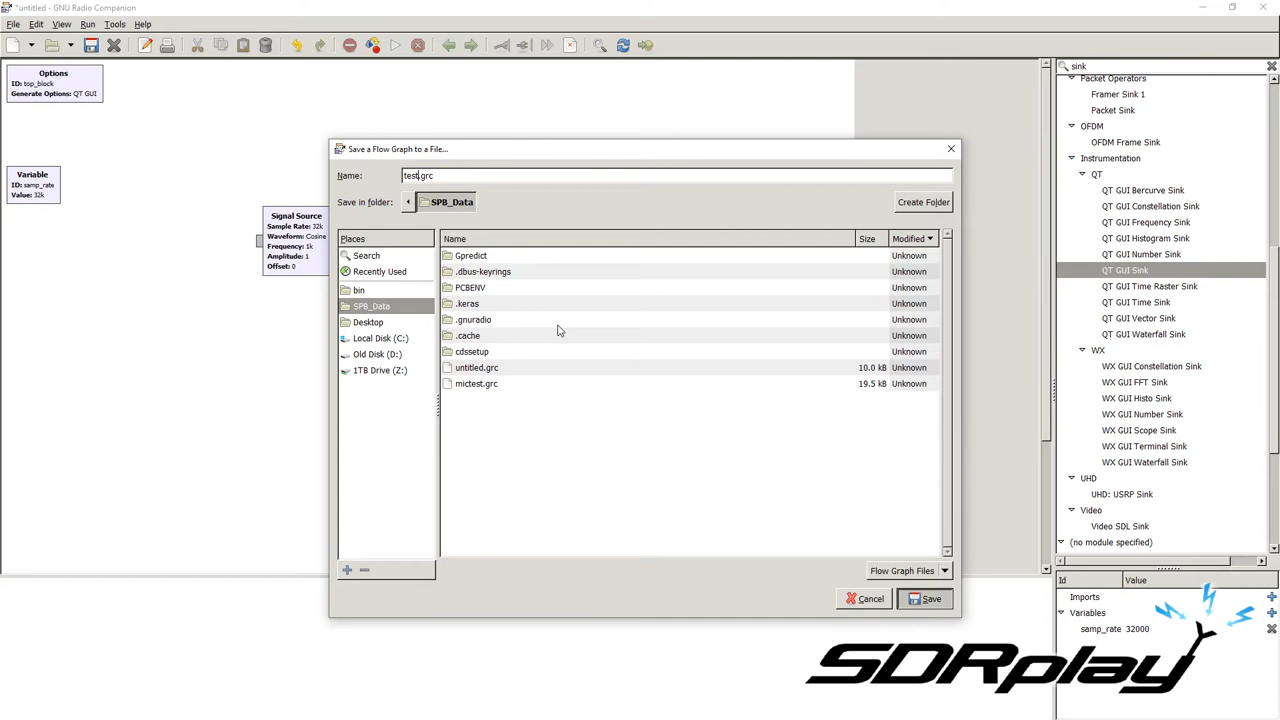 *untitled - GNU Radio Companion
File Edit View Run Tools Help
Options
ID: top_block
Generate Options: QT GUI
Variable
ID: samp_rate
Value: 32k
Signal Source
Sample Rate: 32k
Waveform: Cosine
Frequency: 1k
Amplitude: 1
Offset: 0
Save a Flow Graph to a File...
Name: test.grc
Save in folder: SPB_Data Create Folder
Places
Search
Recently Used
bin
SPB_Data
Desktop
Local Disk (C:)
Old Disk (D:)
1TB Drive (Z:)
Name Size Modified
Gpredict Unknown
.dbus-keyrings Unknown
PCBENV Unknown
.keras Unknown
.gnuradio Unknown
.cache Unknown
cdssetup Unknown
untitled.grc 10.0 kB Unknown
mictest.grc 19.5 kB Unknown
Flow Graph Files
Cancel Save
sink
Packet Operators
Framer Sink 1
Packet Sink
OFDM
OFDM Frame Sink
Instrumentation
QT
QT GUI Bercurve Sink
QT GUI Constellation Sink
QT GUI Frequency Sink
QT GUI Histogram Sink
QT GUI Number Sink
QT GUI Sink
QT GUI Time Raster Sink
QT GUI Time Sink
QT GUI Vector Sink
QT GUI Waterfall Sink
WX
WX GUI Constellation Sink
WX GUI FFT Sink
WX GUI Histo Sink
WX GUI Number Sink
WX GUI Scope Sink
WX GUI Terminal Sink
WX GUI Waterfall Sink
UHD
UHD: USRP Sink
Video
Video SDL Sink
(no module specified)
Id Value
Imports
Variables
samp_rate 32000
SDRplay